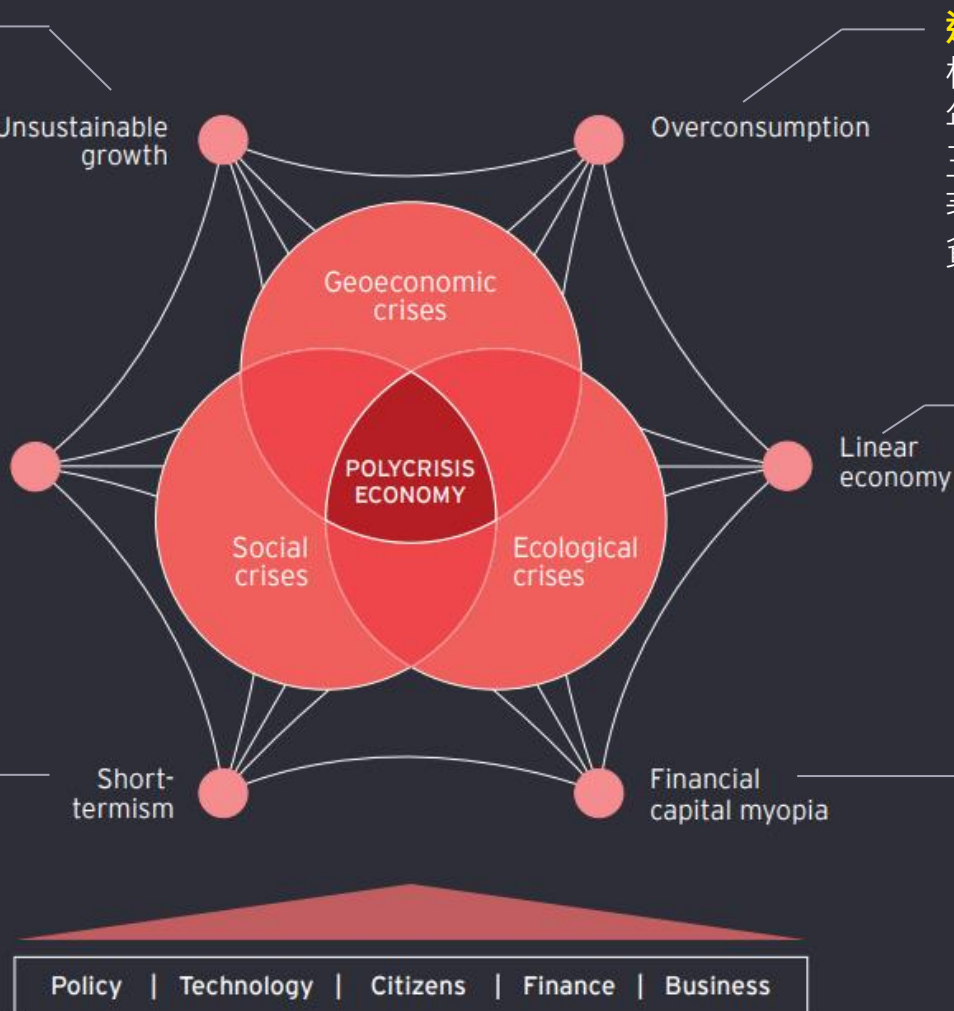 Unsustainable
growth
Overconsumption
Geoeconomic
crises
POLYCRISIS
ECONOMY
Linear
economy
Social
crises
Ecological
crises
Short-
termism
Financial
capital myopia
Policy | Technology | Citizens | Finance | Business